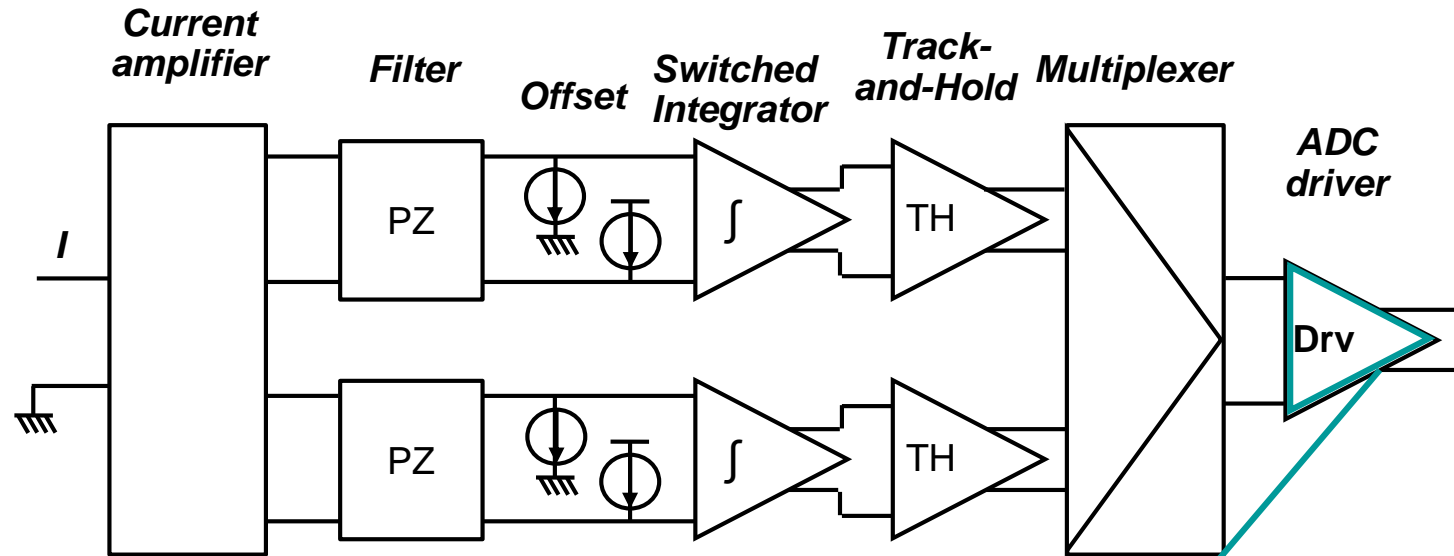 Current
amplifier
Filter
Offset
Switched
Integrator
Track-
and-Hold
Multiplexer
ADC
driver
I
PZ
∫
TH
Drv
PZ
∫
TH